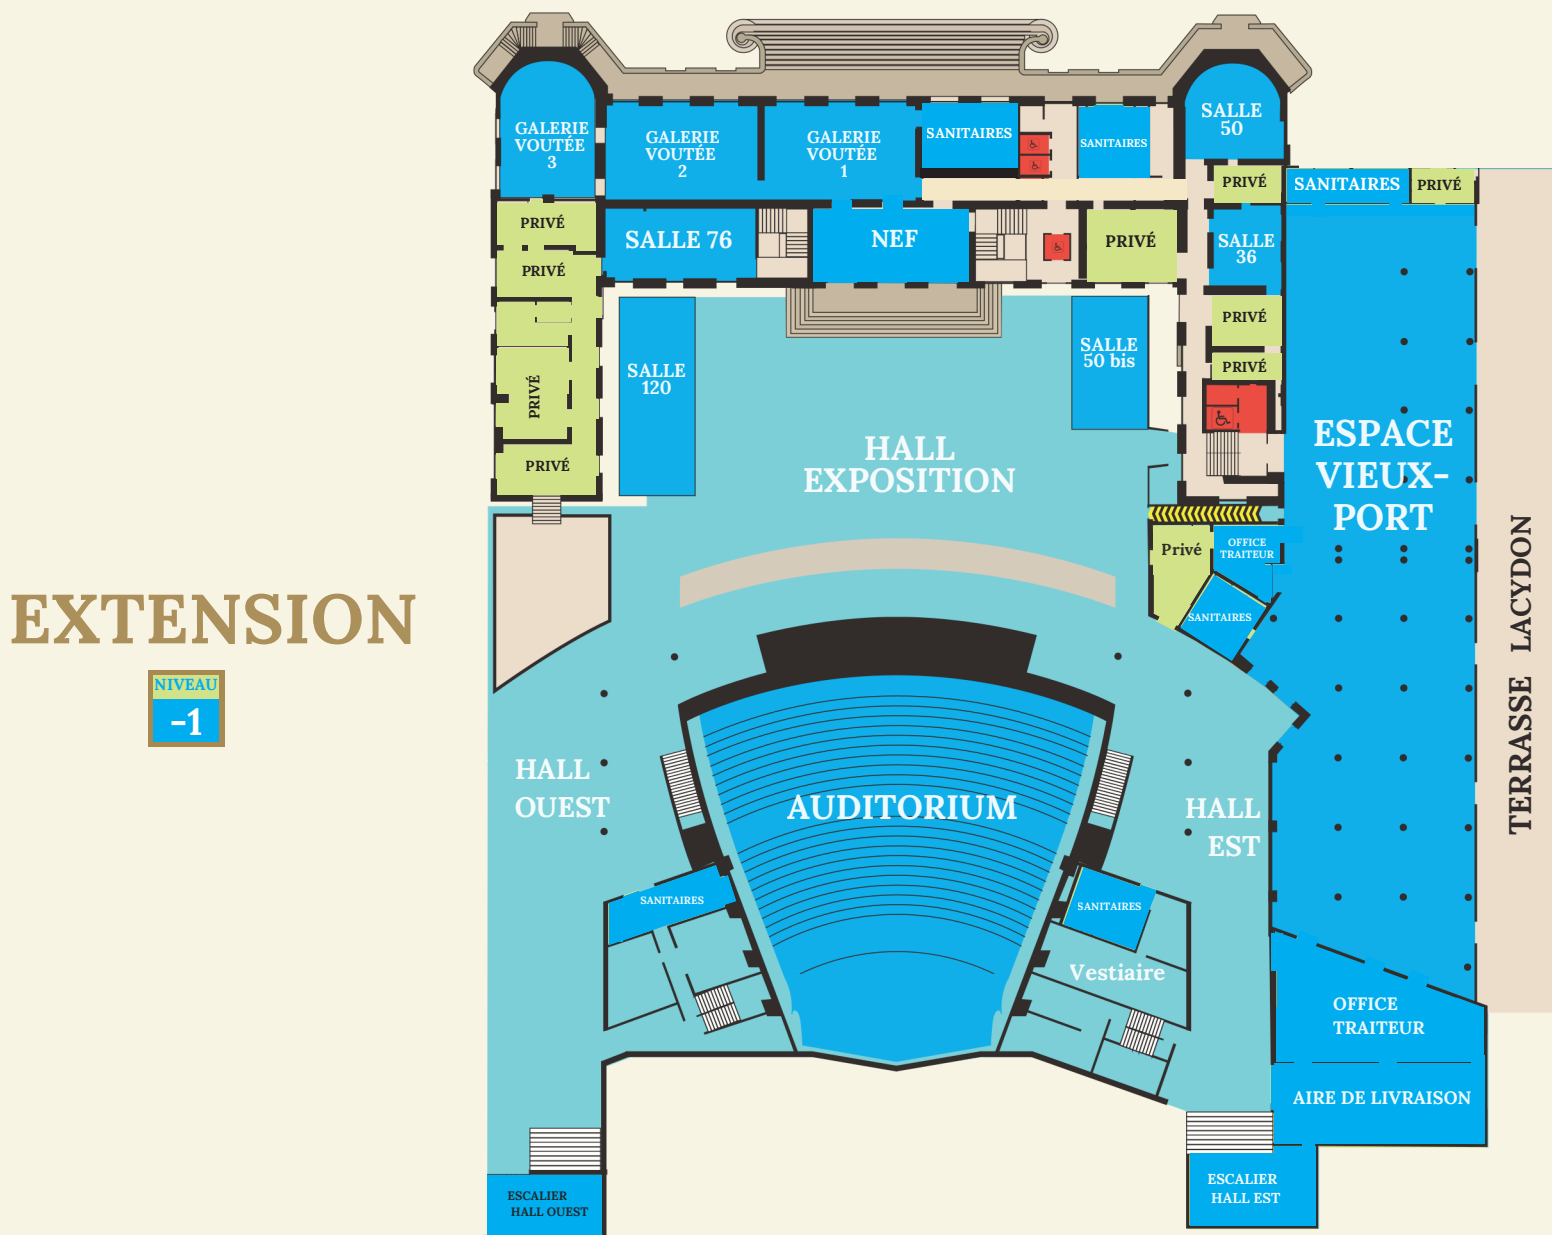 GALERIE
VOUTÉE
3
GALERIE
VOUTÉE
2
GALERIE
VOUTÉE
1
SANITAIRES
SANITAIRES
SALLE
50
PRIVÉ
SANITAIRES
PRIVÉ
PRIVÉ
SALLE 76
NEF
PRIVÉ
SALLE
36
PRIVÉ
PRIVÉ
PRIVÉ
PRIVÉ
PRIVÉ
SALLE
120
SALLE
50 bis
HALL
EXPOSITION
ESPACE
VIEUX-
PORT
Privé
OFFICE
TRAITEUR
SANITAIRES
TERRASSE LACYDON
EXTENSION
NIVEAU
-1
HALL
OUEST
AUDITORIUM
HALL
EST
SANITAIRES
SANITAIRES
Vestiaire
OFFICE
TRAITEUR
AIRE DE LIVRAISON
ESCALIER
HALL OUEST
ESCALIER
HALL EST